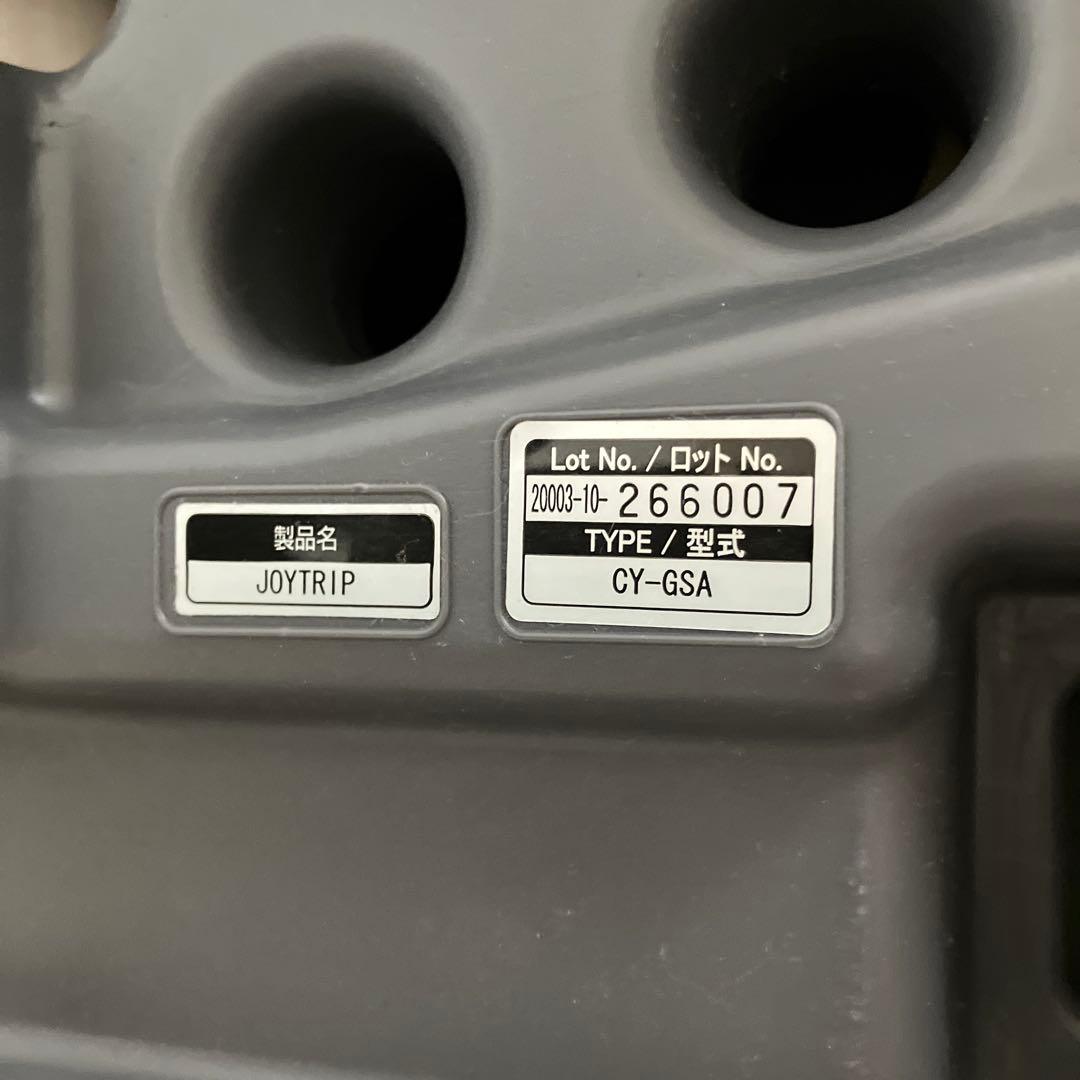 製品名
JOYTRIP
Lot No. / ロット No.
20003-10-266007
TYPE / 型式
CY-GSA